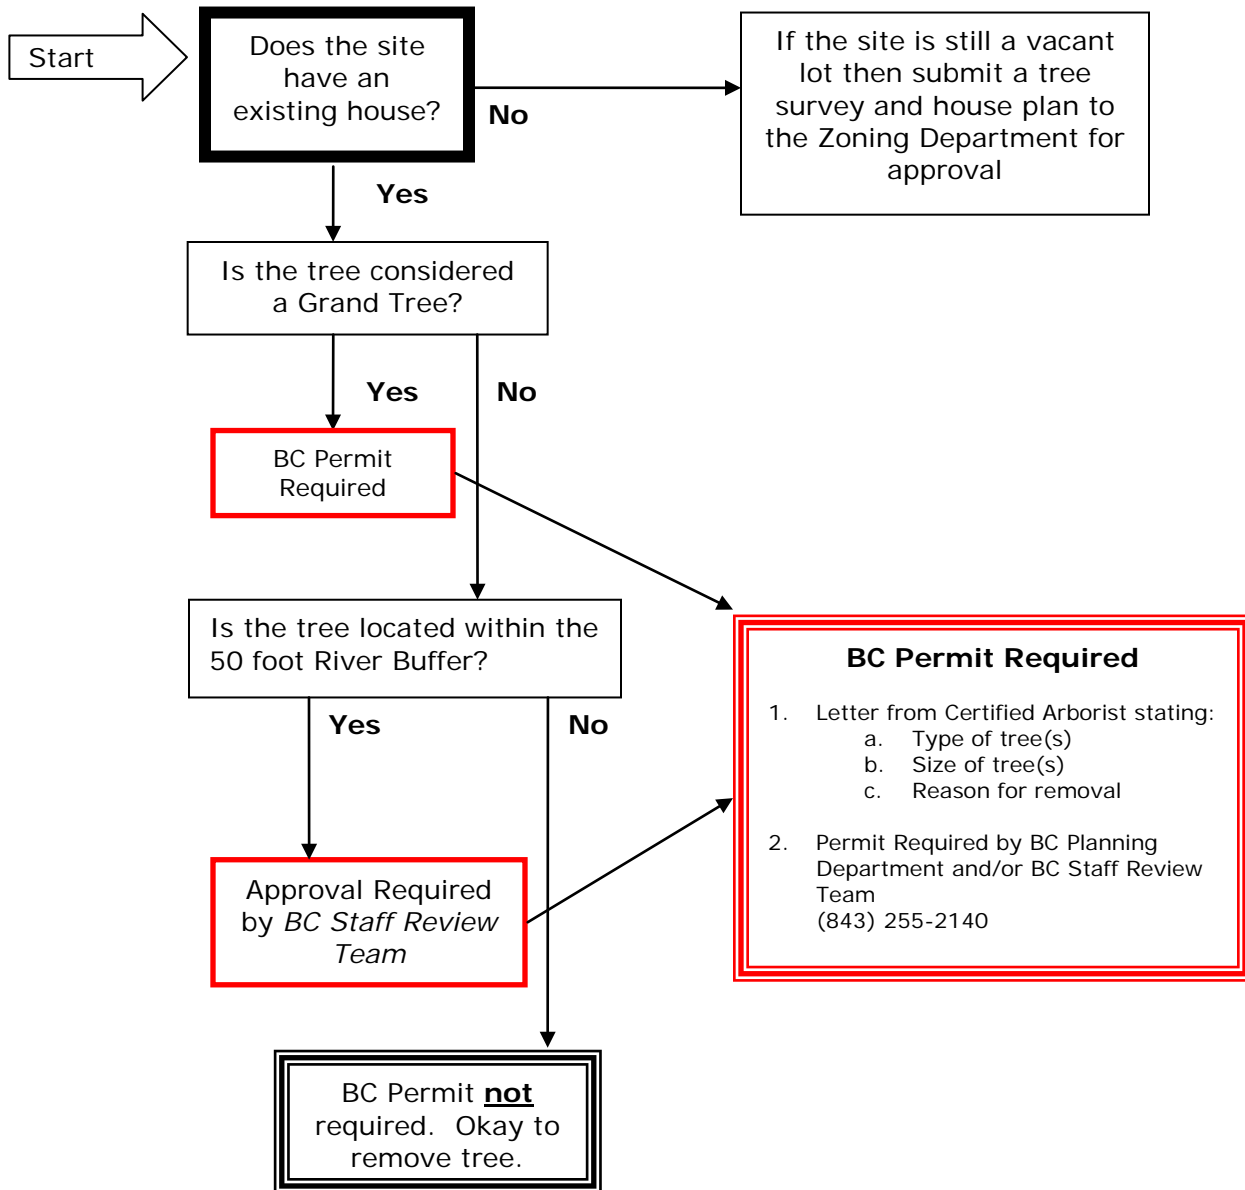 Start
Does the site
have an
existing house?
No
If the site is still a vacant
lot then submit a tree
survey and house plan to
the Zoning Department for
approval
Yes
Is the tree considered
a Grand Tree?
Yes
No
BC Permit
Required
Is the tree located within the
50 foot River Buffer?
Yes
No
Approval Required
by BC Staff Review
Team
BC Permit Required
1. Letter from Certified Arborist stating:
a. Type of tree(s)
b. Size of tree(s)
c. Reason for removal
2. Permit Required by BC Planning
Department and/or BC Staff Review
Team
(843) 255-2140
BC Permit not
required. Okay to
remove tree.